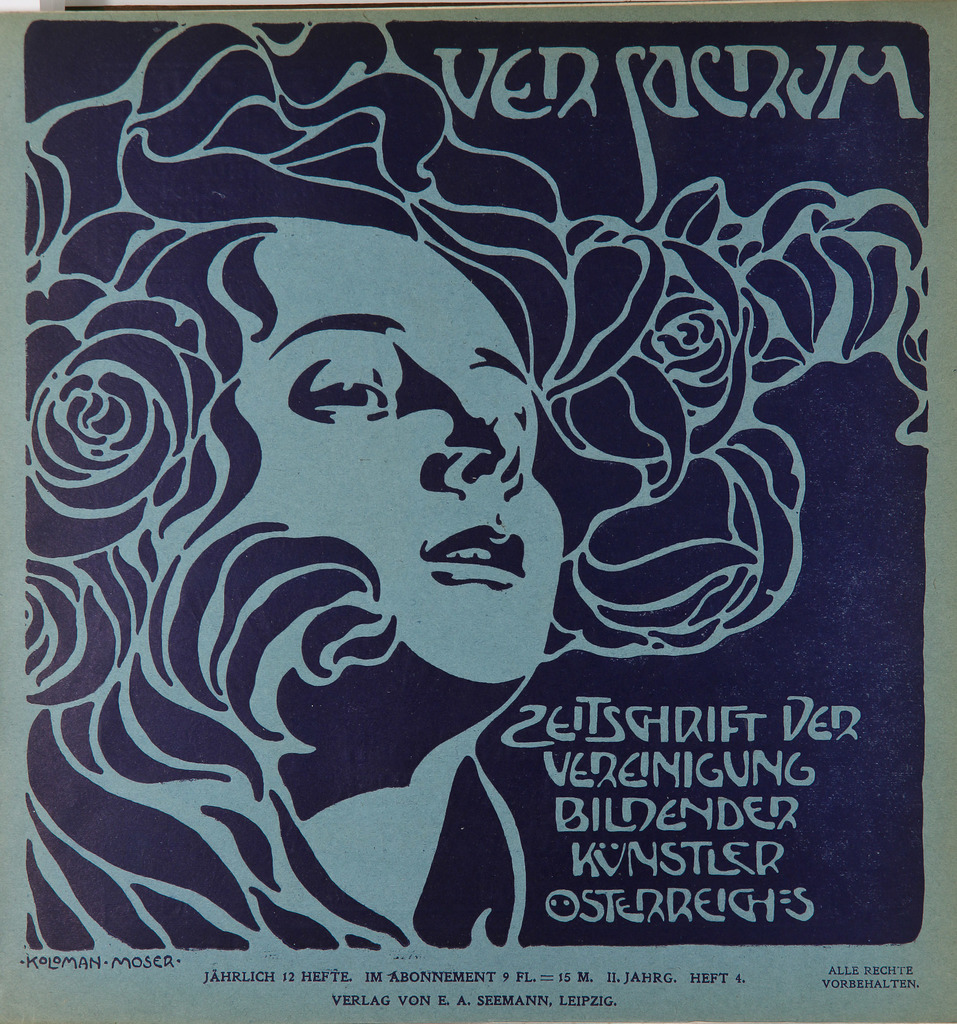 VER SACRUM
ZEITSCHRIFT DER
VEREINIGUNG
BILDENDER
KÜNSTLER
ÖSTERREICHS
·KOLOMAN·MOSER·
JÄHRLICH 12 HEFTE. IM ABONNEMENT 9 FL. = 15 M. II. JAHRG. HEFT 4.
VERLAG VON E. A. SEEMANN, LEIPZIG.
ALLE RECHTE
VORBEHALTEN.